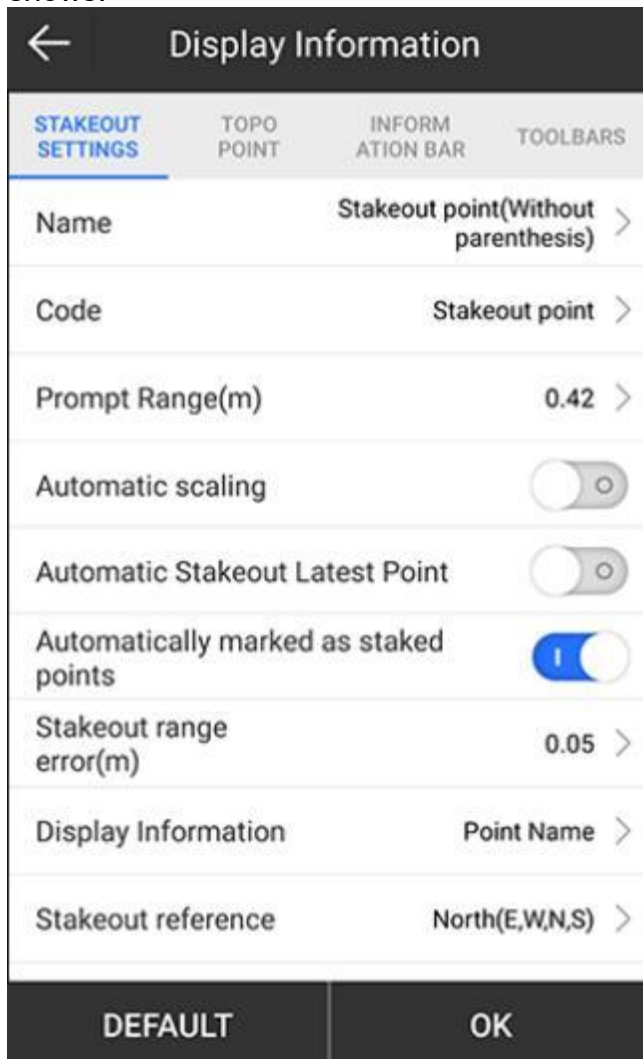 Display Information
STAKEOUT SETTINGS
TOPO POINT
INFORM ATION BAR
TOOLBARS
Name
Stakeout point(Without parenthesis)
Code
Stakeout point
Prompt Range(m)
0.42
Automatic scaling
Automatic Stakeout Latest Point
Automatically marked as staked points
Stakeout range error(m)
0.05
Display Information
Point Name
Stakeout reference
North(E,W,N,S)
DEFAULT
OK